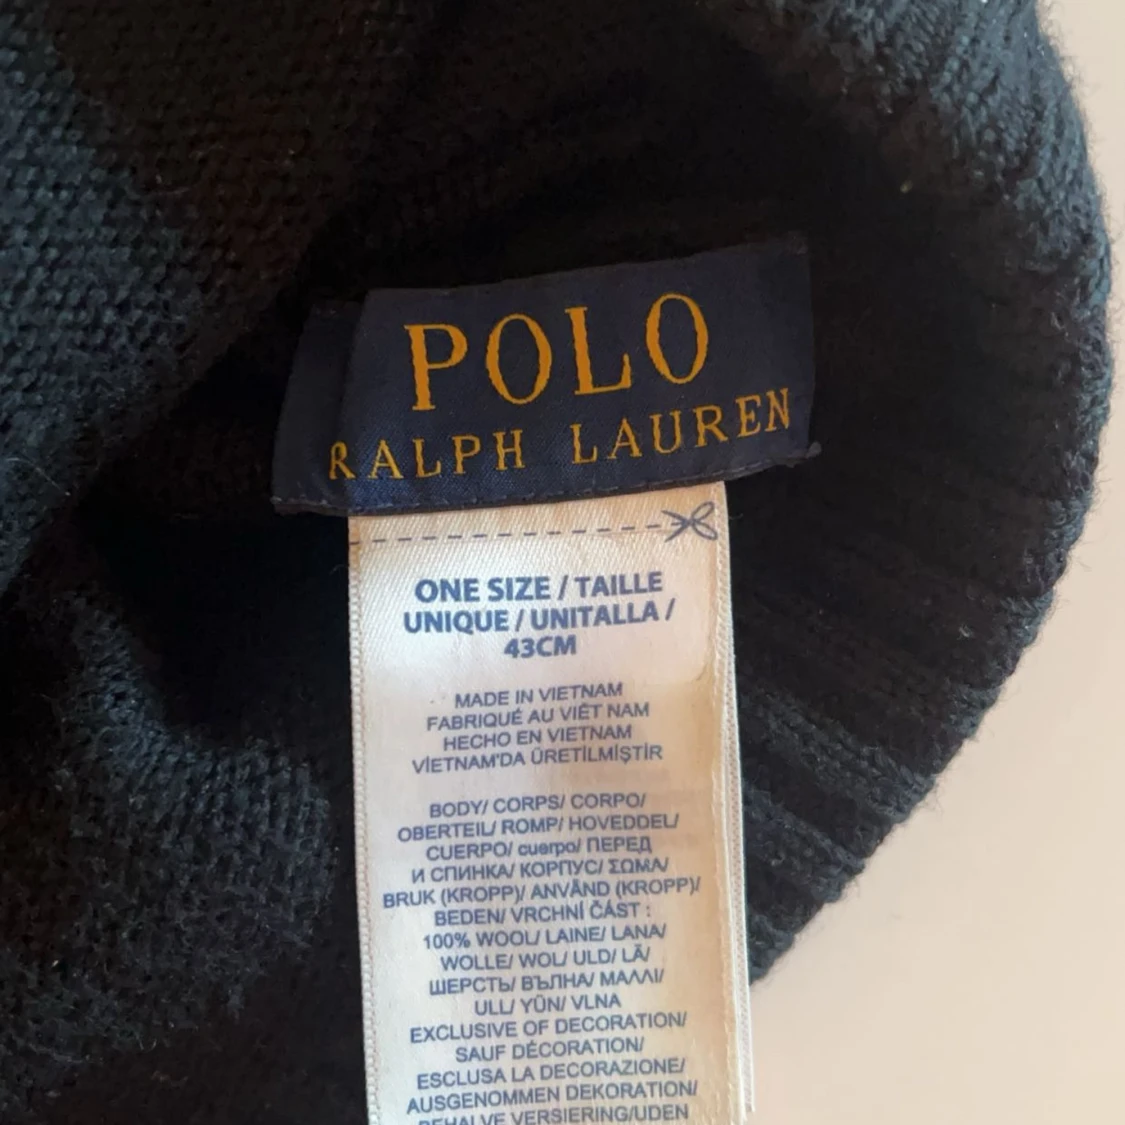 POLO
RALPH LAUREN
ONE SIZE / TAILLE
UNIQUE / UNITALLA /
43CM
MADE IN VIETNAM
FABRIQUÉ AU VIÊT NAM
HECHO EN VIETNAM
VİETNAM'DA ÜRETİLMİŞTİR
BODY/ CORPS/ CORPO/
OBERTEIL/ ROMP/ HOVEDDEL/
CUERPO/ cuerpo/ ПЕРЕД
И СПИНКА/ КОРПУС/ ΣΩΜΑ/
BRUK (KROPP)/ ANVÄND (KROPP)/
BEDEN/ VRCHNÍ ČÁST :
100% WOOL/ LAINE/ LANA/
WOLLE/ WOL/ ULD/ LÃ/
ШЕРСТЬ/ ВЪЛНА/ ΜΑΛΛΙ/
ULL/ YÜN/ VLNA
EXCLUSIVE OF DECORATION/
SAUF DÉCORATION/
ESCLUSA LA DECORAZIONE/
AUSGENOMMEN DEKORATION/
BEHALVE VERSIERING/UDEN